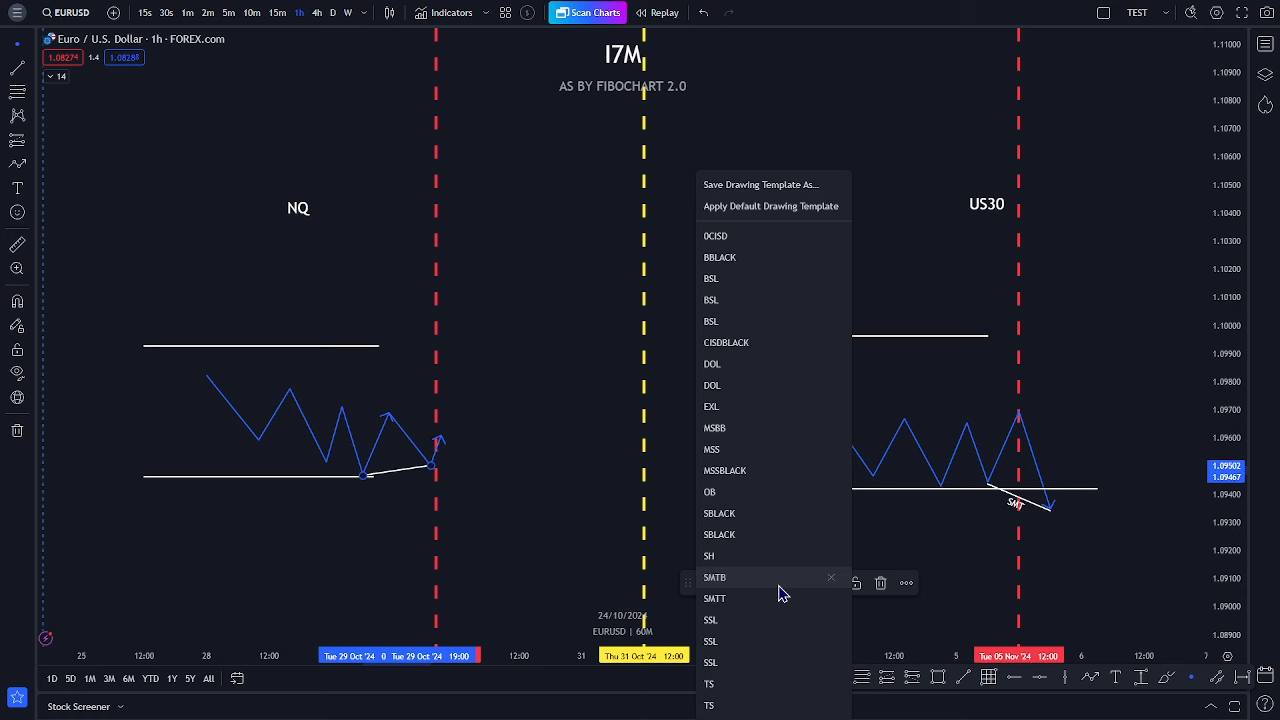 EURUSD
15s 30s 1m 2m 5m 10m 15m 1h 4h D W
Indicators
Scan Charts
Replay
TEST
Euro / U.S. Dollar · 1h · FOREX.com
1.08274 1.4 1.08288
14
I7M
AS BY FIBOCHART 2.0
NQ
US30
SMT
Save Drawing Template As...
Apply Default Drawing Template
OCISD
BBLACK
BSL
BSL
BSL
CISDBLACK
DOL
DOL
EXL
MSBB
MSS
MSSBLACK
OB
SBLACK
SBLACK
SH
SMTB
SMTT
SSL
SSL
SSL
TS
TS
1.11000
1.10900
1.10800
1.10700
1.10600
1.10500
1.10400
1.10300
1.10200
1.10100
1.10000
1.09900
1.09800
1.09700
1.09600
1.09502
1.09467
1.09400
1.09300
1.09200
1.09100
1.09000
1.08900
24/10/2024
EURUSD | 60M
25 12:00 28 12:00 Tue 29 Oct '24 0 Tue 29 Oct '24 19:00 12:00 31 Thu 31 Oct '24 12:00 12:00 5 Tue 05 Nov '24 12:00 6 12:00 7
1D 5D 1M 3M 6M YTD 1Y 5Y All
Stock Screener